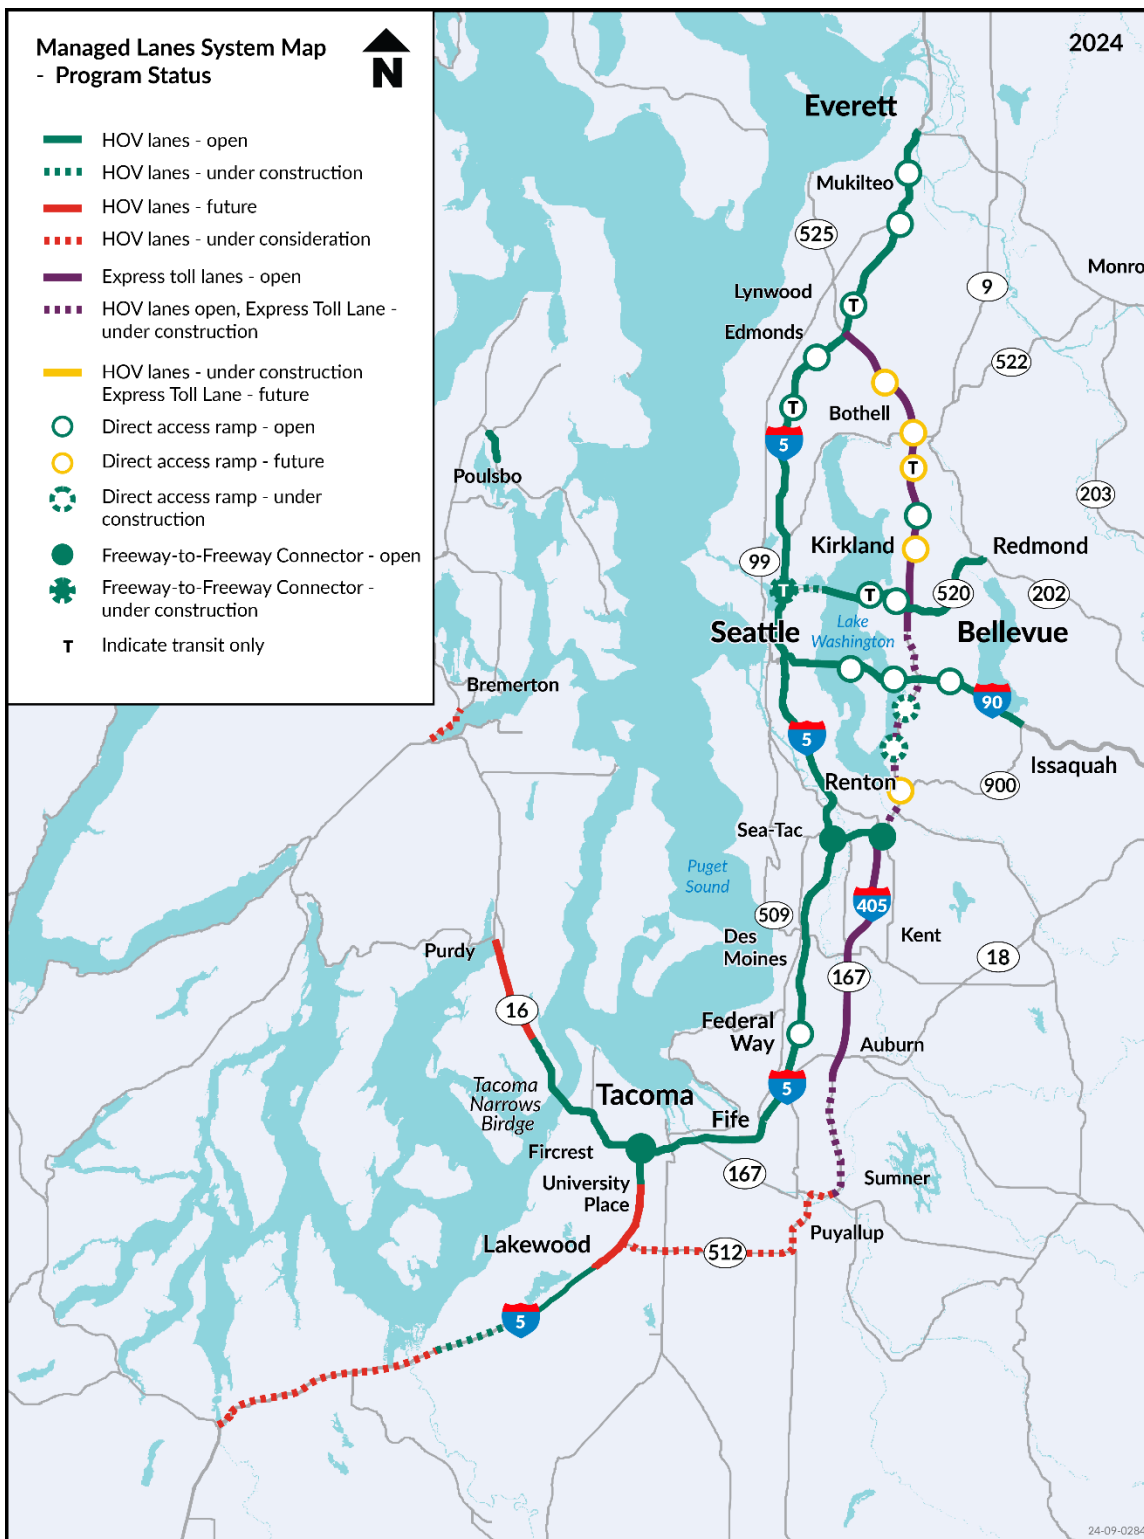 Managed Lanes System Map
- Program Status
N
2024
HOV lanes - open
HOV lanes - under construction
HOV lanes - future
HOV lanes - under consideration
Express toll lanes - open
HOV lanes open, Express Toll Lane -
under construction
HOV lanes - under construction
Express Toll Lane - future
Direct access ramp - open
Direct access ramp - future
Direct access ramp - under
construction
Freeway-to-Freeway Connector - open
Freeway-to-Freeway Connector -
under construction
T
Indicate transit only
Everett
Mukilteo
525
Monro
9
Lynwood
T
Edmonds
522
T
Bothell
5
T
Poulsbo
203
99
Kirkland
Redmond
T
T
520
202
Seattle
Lake
Washington
Bellevue
Bremerton
90
5
Issaquah
Renton
900
Sea-Tac
Puget
Sound
405
509
Des
Moines
Kent
Purdy
18
167
16
Federal
Way
Auburn
5
Tacoma
Narrows
Birdge
Tacoma
Fife
Fircrest
167
University
Place
Sumner
Puyallup
Lakewood
512
5
24-09-0284